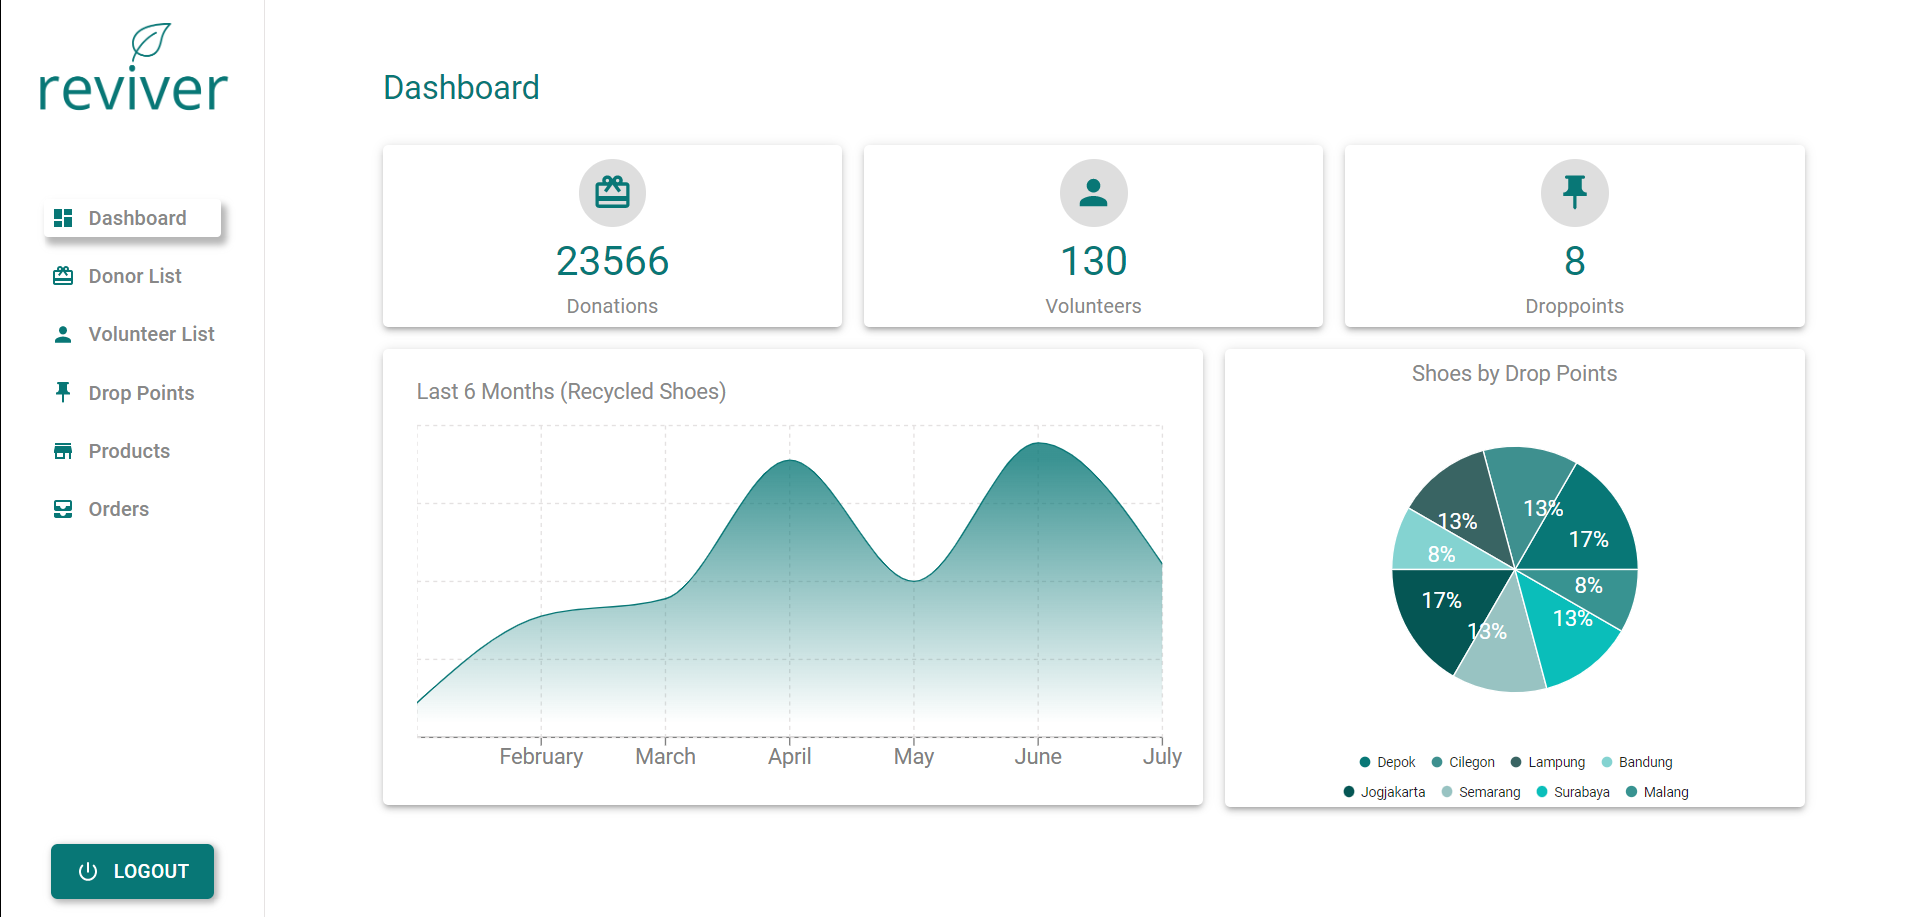 reviver
Dashboard
Donor List
Volunteer List
Drop Points
Products
Orders
LOGOUT
Dashboard
23566
Donations
130
Volunteers
8
Droppoints
Last 6 Months (Recycled Shoes)
February March April May June July
Shoes by Drop Points
13%
17%
13%
8%
8%
17%
13%
13%
Depok Cilegon Lampung Bandung
Jogjakarta Semarang Surabaya Malang